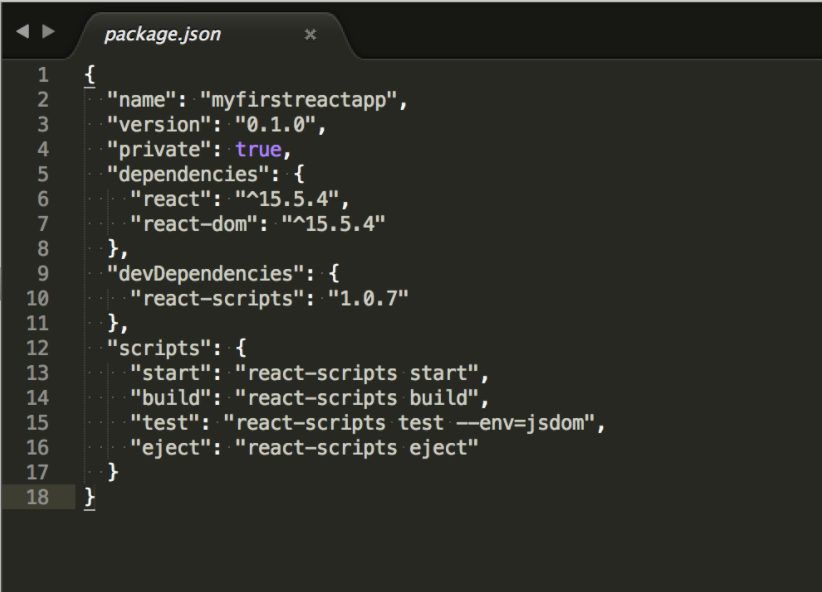 package.json
1 {
2 "name": "myfirstreactapp",
3 "version": "0.1.0",
4 "private": true,
5 "dependencies": {
6 "react": "^15.5.4",
7 "react-dom": "^15.5.4"
8 },
9 "devDependencies": {
10 "react-scripts": "1.0.7"
11 },
12 "scripts": {
13 "start": "react-scripts start",
14 "build": "react-scripts build",
15 "test": "react-scripts test --env=jsdom",
16 "eject": "react-scripts eject"
17 }
18 }